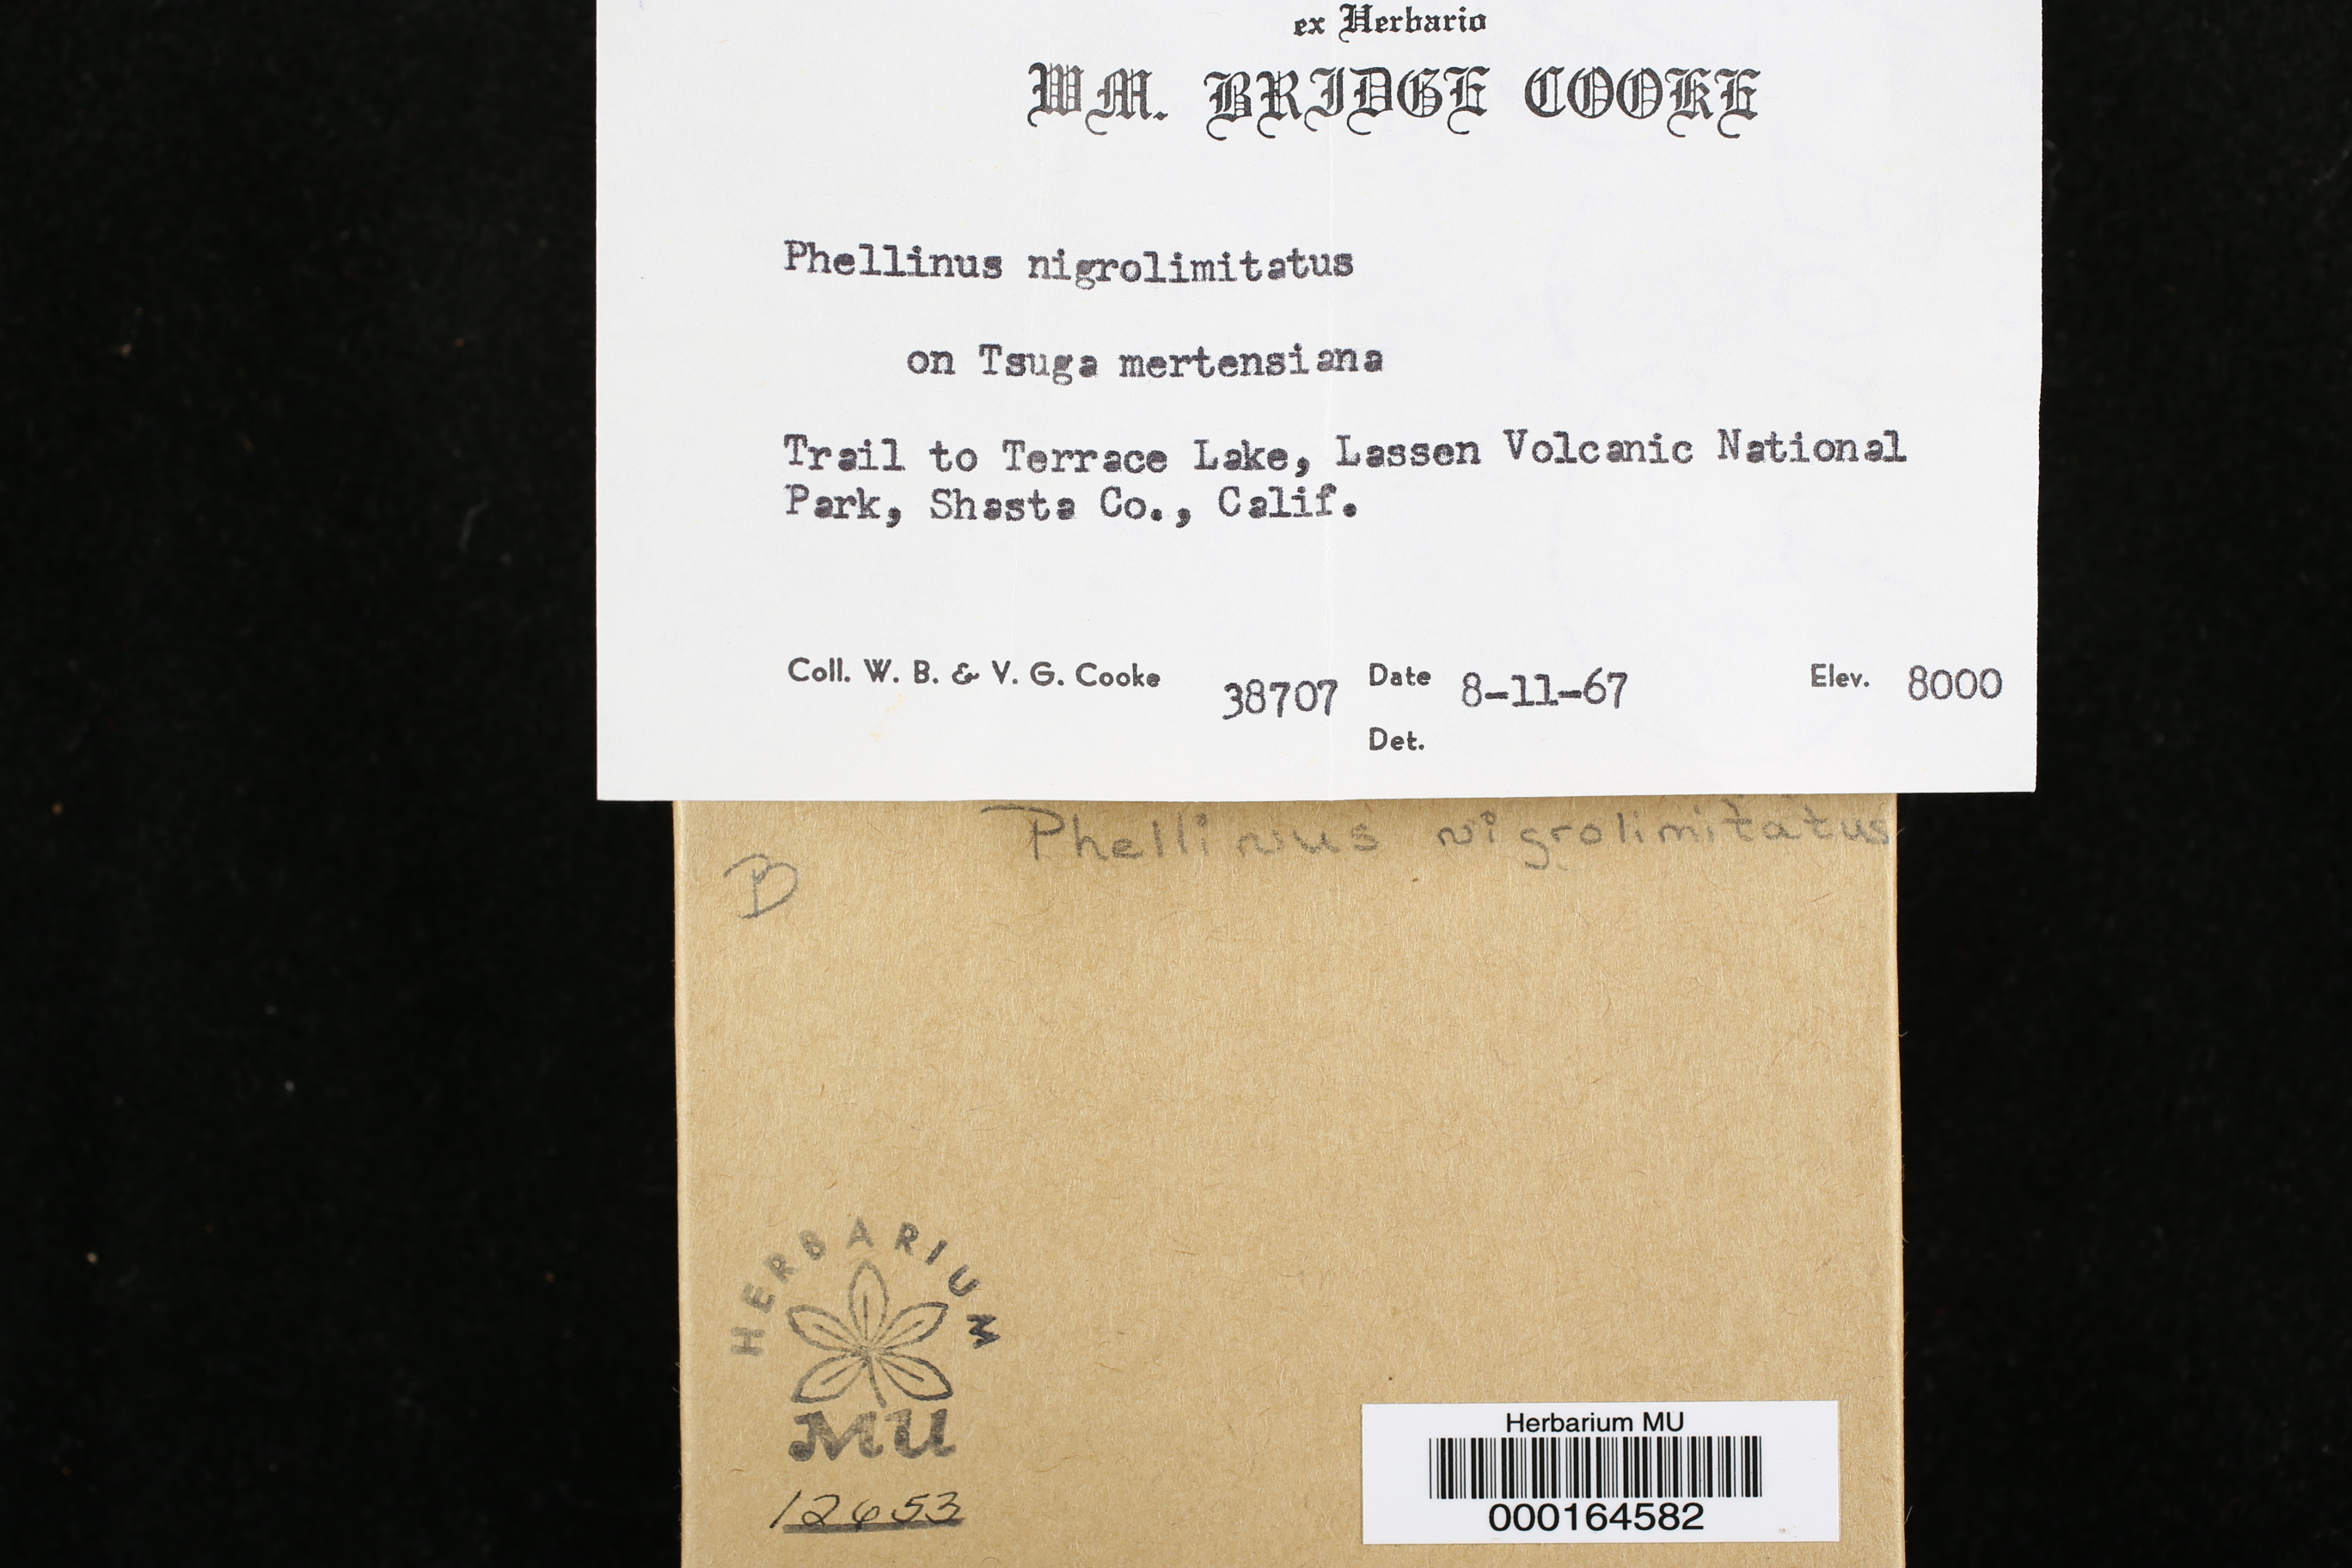 ex Herbario
WM. BRIDGE COOKE
Phellinus nigrolimitatus
on Tsuga mertensiana
Trail to Terrace Lake, Lassen Volcanic National
Park, Shasta Co., Calif.
Coll. W. B. & V. G. Cooke 38707 Date 8-11-67 Elev. 8000
Det.
Phellinus nigrolimitatus
B
HERBARIUM
MU
12653
Herbarium MU
000164582